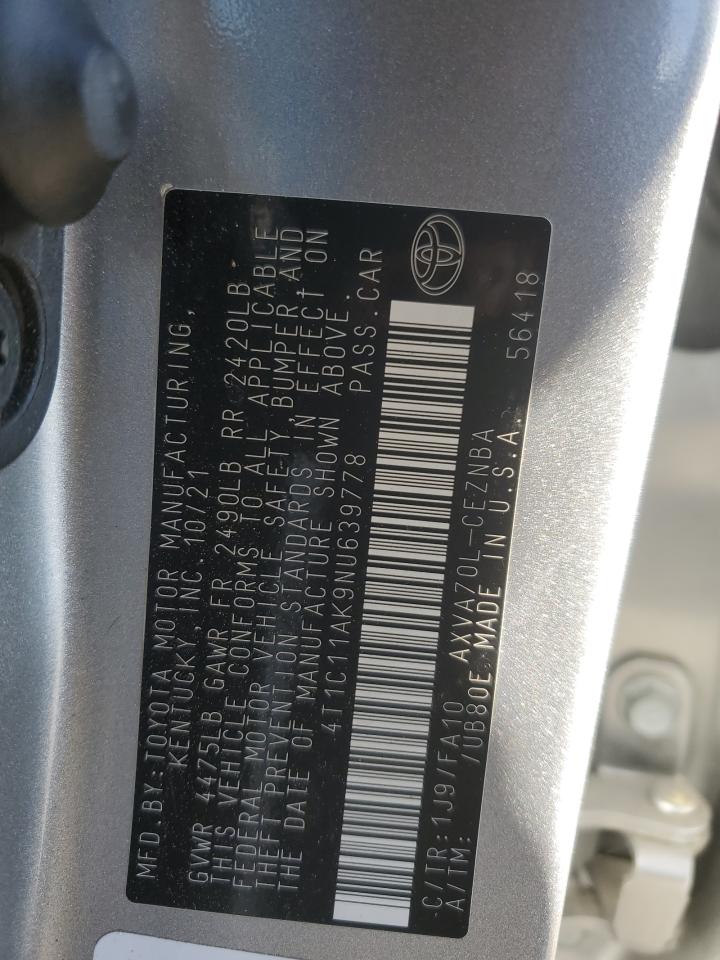 MFD.BY:TOYOTA MOTOR MANUFACTURING,
KENTUCKY,INC. 10/21
GVWR 4475LB GAWR FR 2490LB RR 2420LB
THIS VEHICLE CONFORMS TO ALL APPLICABLE
FEDERAL MOTOR VEHICLE SAFETY, BUMPER,AND
THEFT PREVENTION STANDARDS IN EFFECT ON
THE DATE OF MANUFACTURE SHOWN ABOVE.
4T1C11AK9NU639778 PASS.CAR
C/TR:1J9/FA10 AXVA70L-CEZNBA
A/TM: /UB80E MADE IN U.S.A. 56418